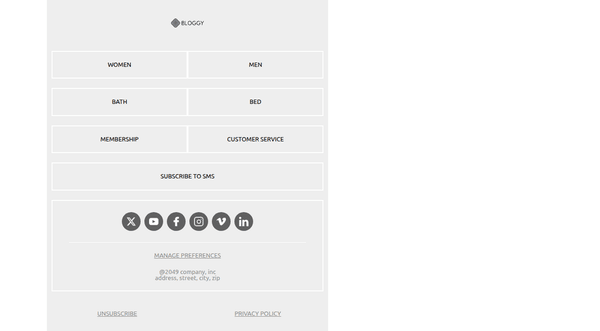 BLOGGY
WOMEN MEN
BATH BED
MEMBERSHIP CUSTOMER SERVICE
SUBSCRIBE TO SMS
MANAGE PREFERENCES
@2049 company, inc
address, street, city, zip
UNSUBSCRIBE PRIVACY POLICY